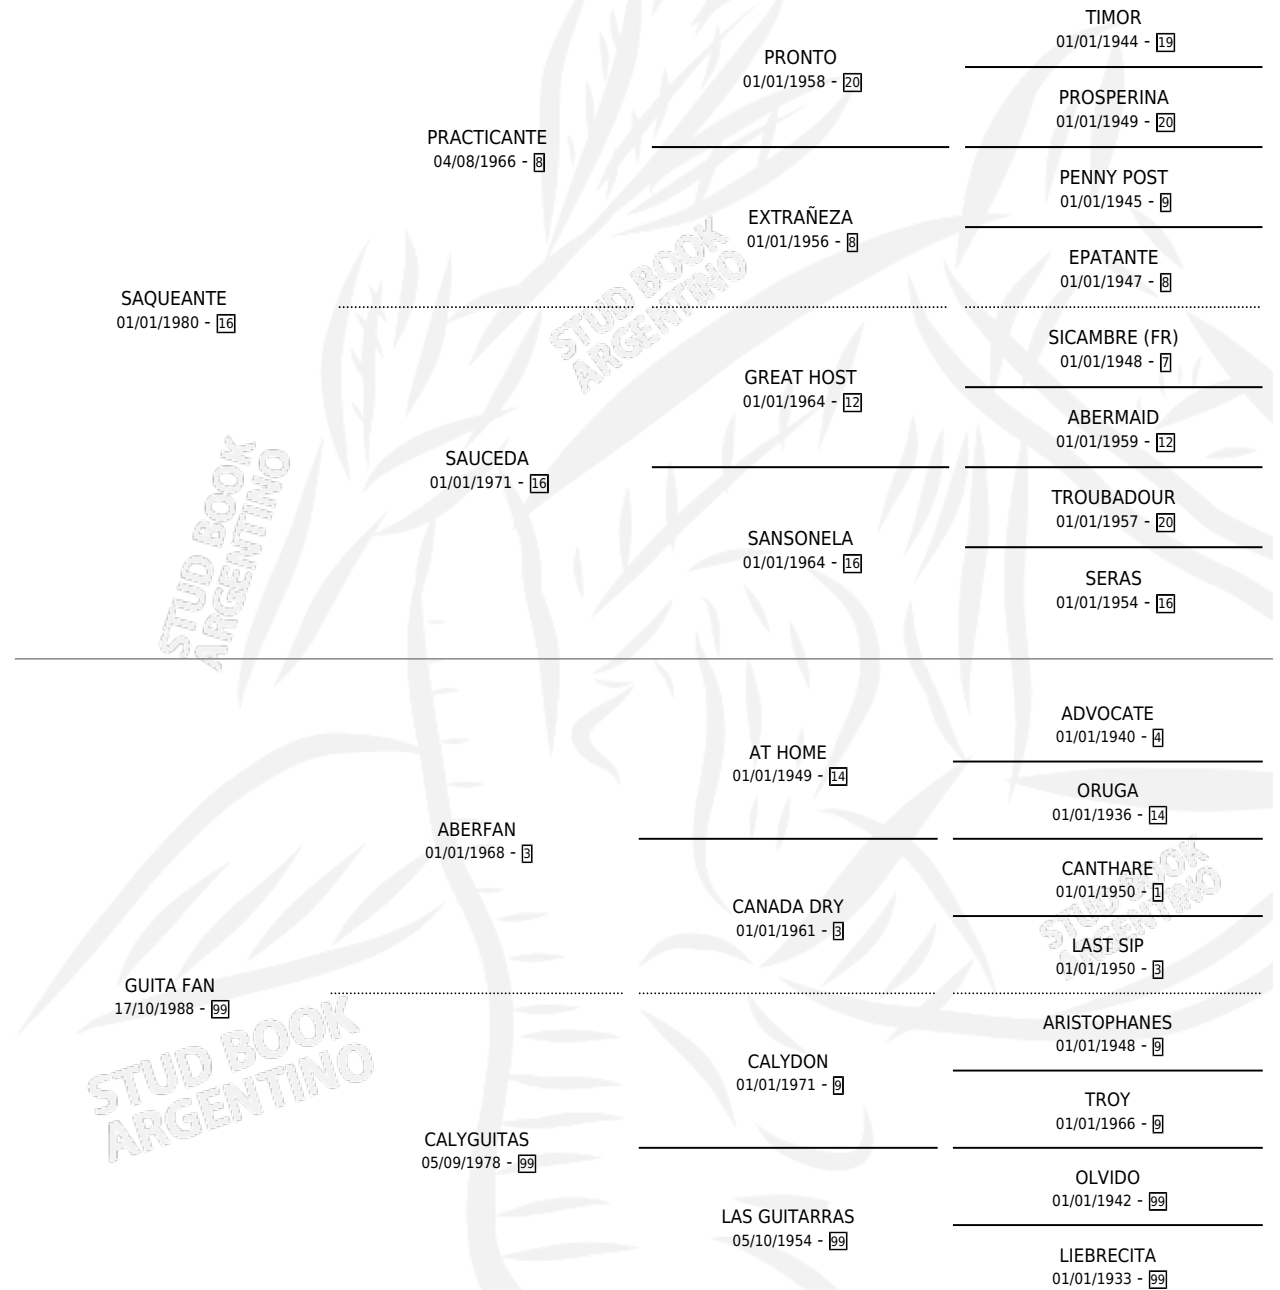 TIMOR
01/01/1944 - 19
PRONTO
01/01/1958 - 20
PROSPERINA
01/01/1949 - 20
PRACTICANTE
04/08/1966 - 8
PENNY POST
01/01/1945 - 9
EXTRAÑEZA
01/01/1956 - 8
EPATANTE
01/01/1947 - 8
SAQUEANTE
01/01/1980 - 16
SICAMBRE (FR)
01/01/1948 - 7
GREAT HOST
01/01/1964 - 12
ABERMAID
01/01/1959 - 12
SAUCEDA
01/01/1971 - 16
TROUBADOUR
01/01/1957 - 20
SANSONELA
01/01/1964 - 16
SERAS
01/01/1954 - 16
STUD BOOK
ARGENTINO
STUD BOOK
ARGENTINO
ADVOCATE
01/01/1940 - 4
AT HOME
01/01/1949 - 14
ORUGA
01/01/1936 - 14
ABERFAN
01/01/1968 - 3
CANTHARE
01/01/1950 - 1
CANADA DRY
01/01/1961 - 3
LAST SIP
01/01/1950 - 3
GUITA FAN
17/10/1988 - 99
ARISTOPHANES
01/01/1948 - 9
CALYDON
01/01/1971 - 9
TROY
01/01/1966 - 9
CALYGUITAS
05/09/1978 - 99
OLVIDO
01/01/1942 - 99
LAS GUITARRAS
05/10/1954 - 99
LIEBRECITA
01/01/1933 - 99
STUD BOOK
ARGENTINO
STUD BOOK
ARGENTINO